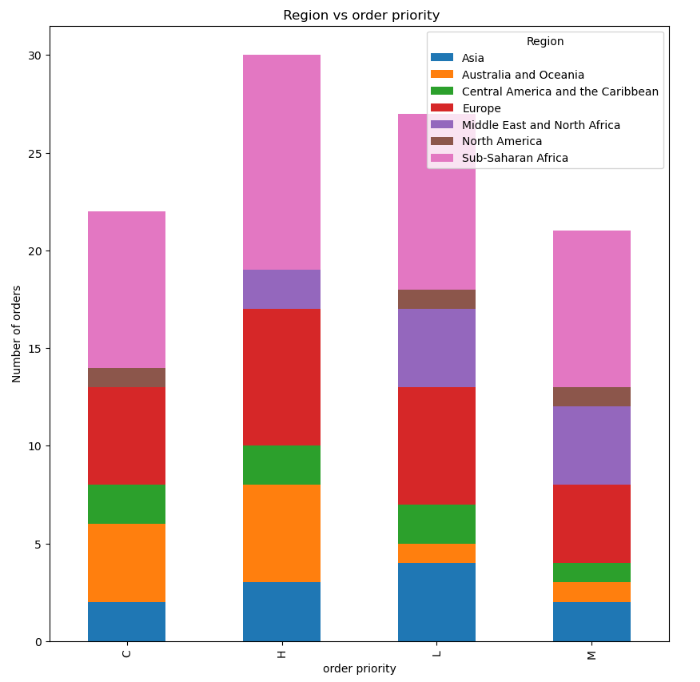 Region vs order priority
Region
Asia
Australia and Oceania
Central America and the Caribbean
Europe
Middle East and North Africa
North America
Sub-Saharan Africa
30
25
20
15
10
5
0
Number of orders
C H L M
order priority